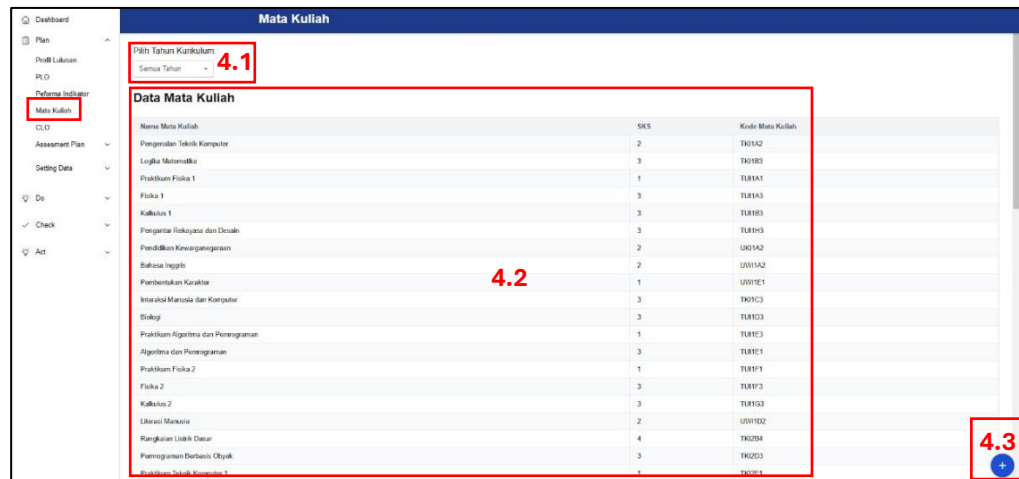 Dashboard
Mata Kuliah
Plan
Profil Lulusan
PLO
Peforma Indikator
Mata Kuliah
CLO
Assesment Plan
Setting Data
Do
Check
Act
Pilih Tahun Kurikulum
Semua Tahun
4.1
Data Mata Kuliah
Nama Mata Kuliah SKS Kode Mata Kuliah
Pengenalan Teknik Komputer 2 TKI1A2
Logika Matematika 3 TKI1B3
Praktikum Fisika 1 1 TUI1A1
Fisika 1 3 TUI1A3
Kalkulus 1 3 TUI1B3
Pengantar Rekayasa dan Desain 3 TUI1H3
Pendidikan Kewarganegaraan 2 UKI1A2
Bahasa Inggris 2 UWI1A2
Pembentukan Karakter 1 UWI1E1
Interaksi Manusia dan Komputer 3 TKI1C3
Biologi 3 TUI1D3
Praktikum Algoritma dan Pemrograman 1 TUI1E3
Algoritma dan Pemrograman 3 TUI1E1
Praktikum Fisika 2 1 TUI1F1
Fisika 2 3 TUI1F3
Kalkulus 2 3 TUI1G3
Literasi Manusia 2 UWI1D2
Rangkaian Listrik Dasar 4 TKI2B4
Pemrograman Berbasis Obyek 3 TKI2D3
Praktikum Teknik Komputer 1 1 TKI2E1
4.2
4.3
+